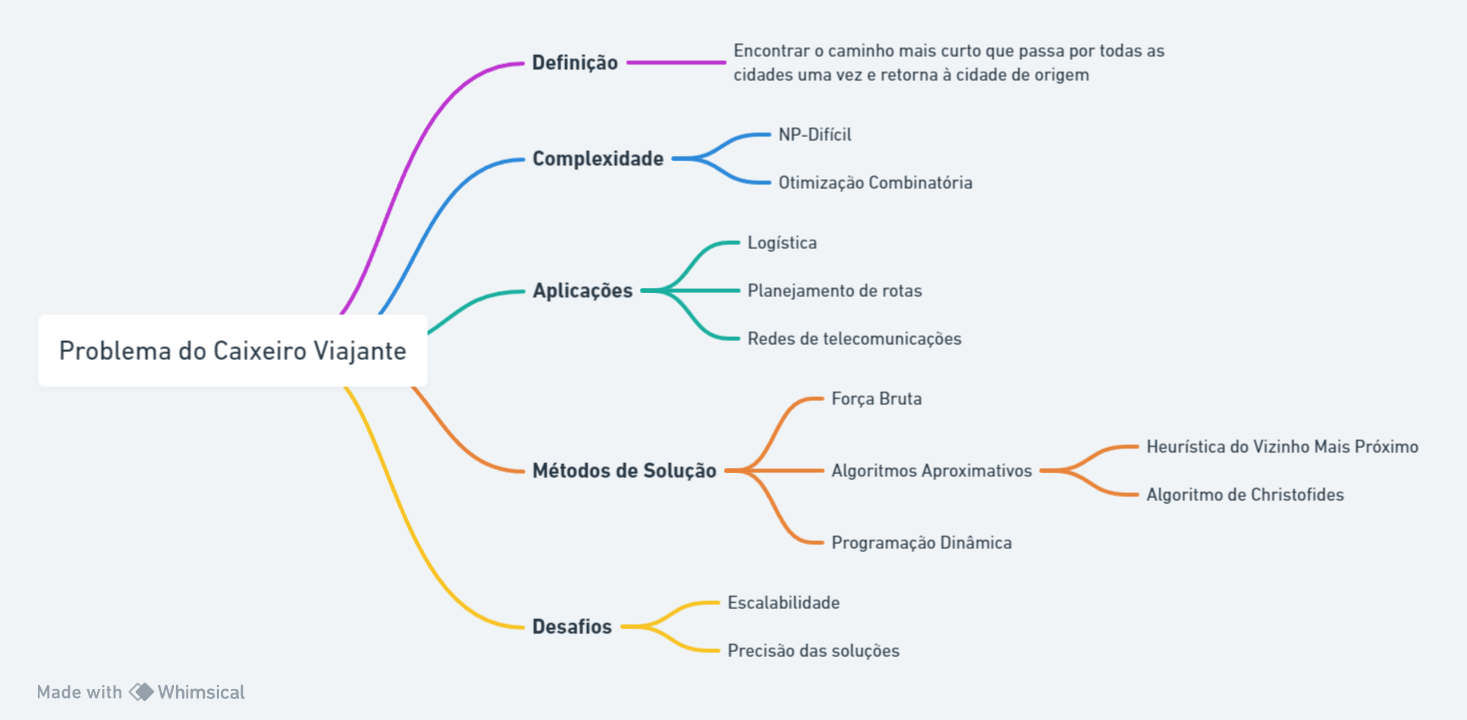 Definição
Encontrar o caminho mais curto que passa por todas as
cidades uma vez e retorna à cidade de origem
Complexidade
NP-Difícil
Otimização Combinatória
Aplicações
Logística
Planejamento de rotas
Redes de telecomunicações
Problema do Caixeiro Viajante
Métodos de Solução
Força Bruta
Algoritmos Aproximativos
Heurística do Vizinho Mais Próximo
Algoritmo de Christofides
Programação Dinâmica
Desafios
Escalabilidade
Precisão das soluções
Made with Whimsical